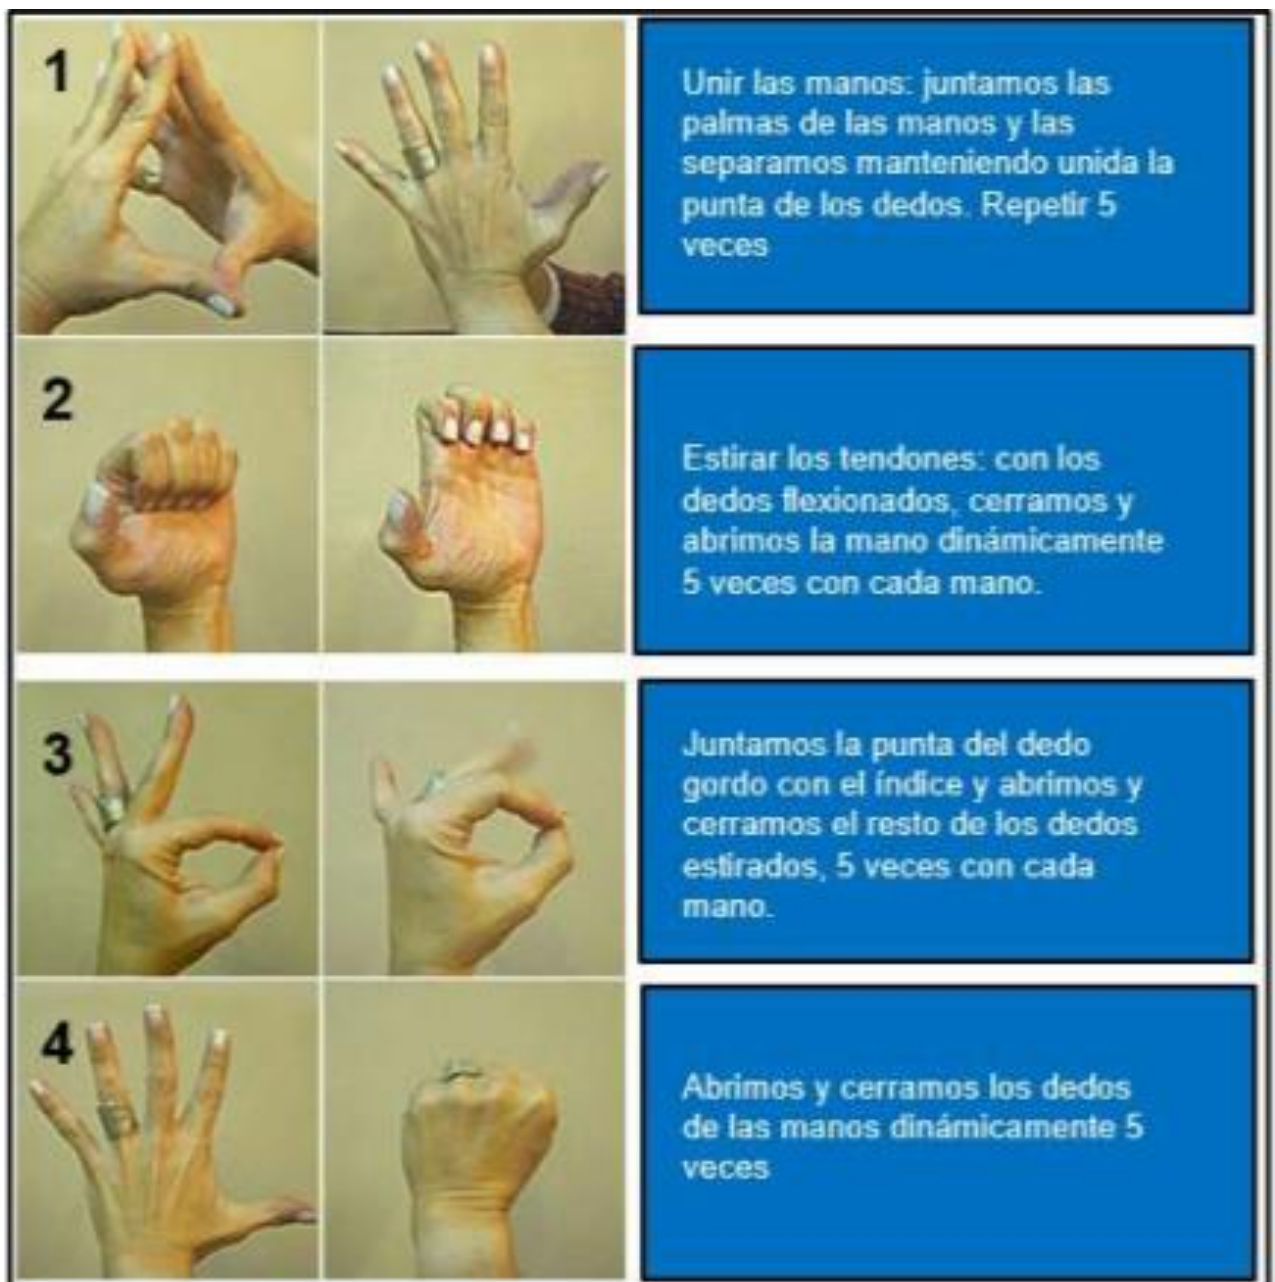 1
Unir las manos: juntamos las
palmas de las manos y las
separamos manteniendo unida la
punta de los dedos. Repetir 5
veces
2
Estirar los tendones: con los
dedos flexionados, cerramos y
abrimos la mano dinámicamente
5 veces con cada mano.
3
Juntamos la punta del dedo
gordo con el índice y abrimos y
cerramos el resto de los dedos
estirados, 5 veces con cada
mano.
4
Abrimos y cerramos los dedos
de las manos dinámicamente 5
veces